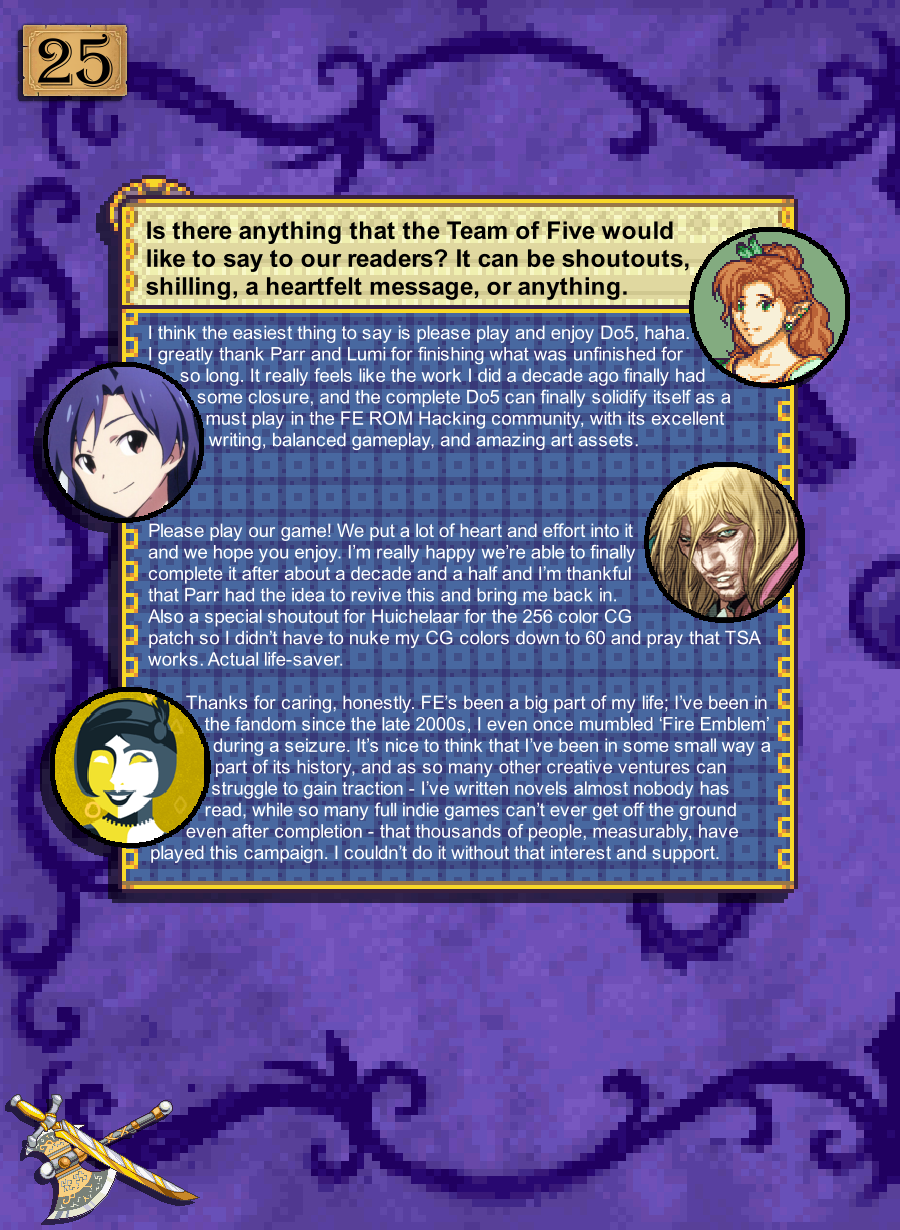 25
Is there anything that the Team of Five would
like to say to our readers? It can be shoutouts,
shilling, a heartfelt message, or anything.
I think the easiest thing to say is please play and enjoy Do5, haha.
I greatly thank Parr and Lumi for finishing what was unfinished for
so long. It really feels like the work I did a decade ago finally had
some closure, and the complete Do5 can finally solidify itself as a
must play in the FE ROM Hacking community, with its excellent
writing, balanced gameplay, and amazing art assets.
Please play our game! We put a lot of heart and effort into it
and we hope you enjoy. I’m really happy we’re able to finally
complete it after about a decade and a half and I’m thankful
that Parr had the idea to revive this and bring me back in.
Also a special shoutout for Huichelaar for the 256 color CG
patch so I didn’t have to nuke my CG colors down to 60 and pray that TSA
works. Actual life-saver.
Thanks for caring, honestly. FE’s been a big part of my life; I’ve been in
the fandom since the late 2000s, I even once mumbled ‘Fire Emblem’
during a seizure. It’s nice to think that I’ve been in some small way a
part of its history, and as so many other creative ventures can
struggle to gain traction - I’ve written novels almost nobody has
read, while so many full indie games can’t ever get off the ground
even after completion - that thousands of people, measurably, have
played this campaign. I couldn’t do it without that interest and support.